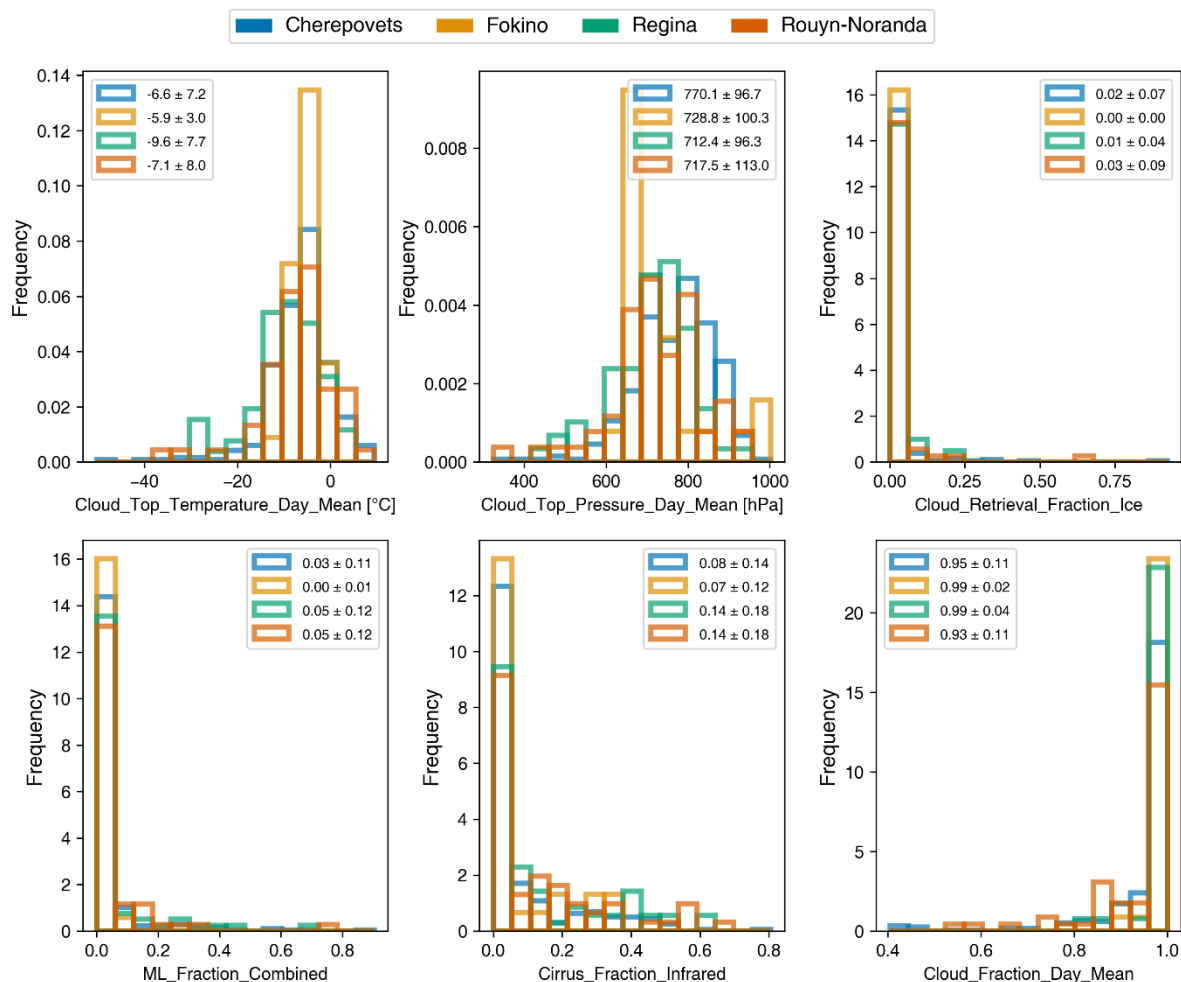 Cherepovets Fokino Regina Rouyn-Noranda
0.14
0.12
0.10
0.08
0.06
0.04
0.02
0.00
Frequency
-6.6 ± 7.2
-5.9 ± 3.0
-9.6 ± 7.7
-7.1 ± 8.0
−40 −20 0
Cloud_Top_Temperature_Day_Mean [°C]
0.008
0.006
0.004
0.002
0.000
Frequency
770.1 ± 96.7
728.8 ± 100.3
712.4 ± 96.3
717.5 ± 113.0
400 600 800 1000
Cloud_Top_Pressure_Day_Mean [hPa]
16
14
12
10
8
6
4
2
0
Frequency
0.02 ± 0.07
0.00 ± 0.00
0.01 ± 0.04
0.03 ± 0.09
0.00 0.25 0.50 0.75
Cloud_Retrieval_Fraction_Ice
16
14
12
10
8
6
4
2
0
Frequency
0.03 ± 0.11
0.00 ± 0.01
0.05 ± 0.12
0.05 ± 0.12
0.0 0.2 0.4 0.6 0.8
ML_Fraction_Combined
12
10
8
6
4
2
0
Frequency
0.08 ± 0.14
0.07 ± 0.12
0.14 ± 0.18
0.14 ± 0.18
0.0 0.2 0.4 0.6 0.8
Cirrus_Fraction_Infrared
20
15
10
5
0
Frequency
0.95 ± 0.11
0.99 ± 0.02
0.99 ± 0.04
0.93 ± 0.11
0.4 0.6 0.8 1.0
Cloud_Fraction_Day_Mean